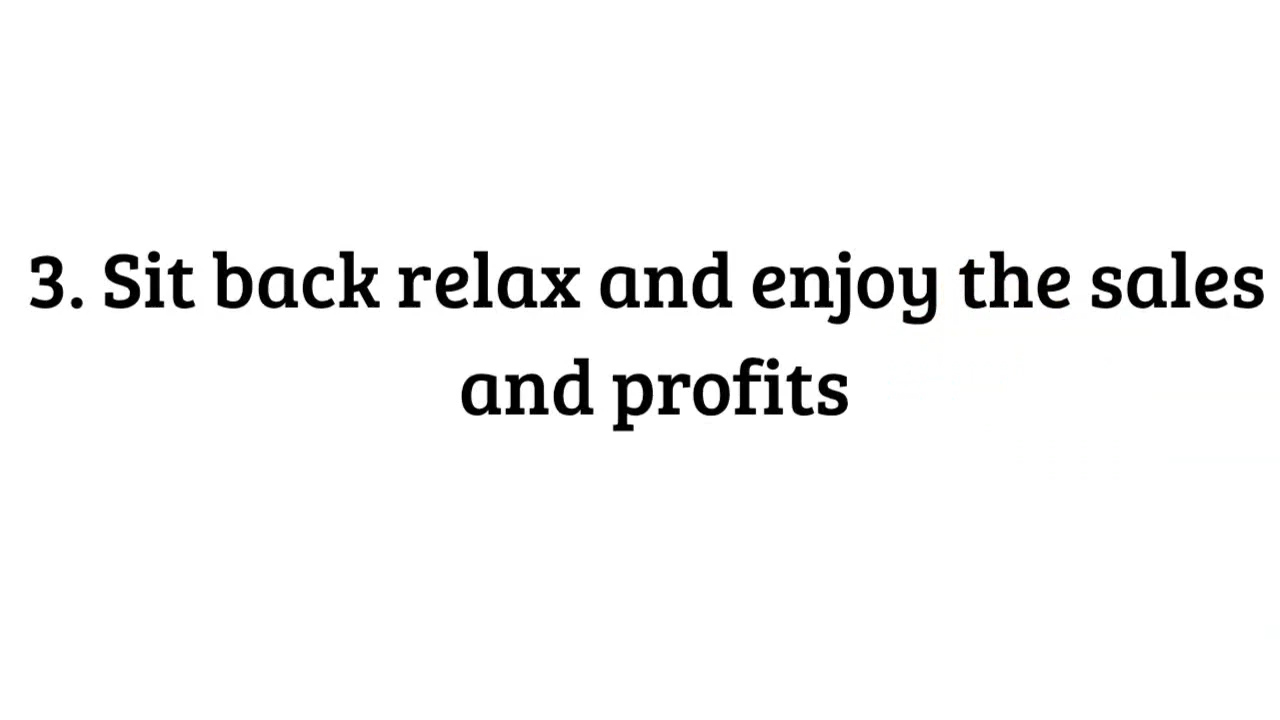 3. Sit back relax and enjoy the sales
and profits